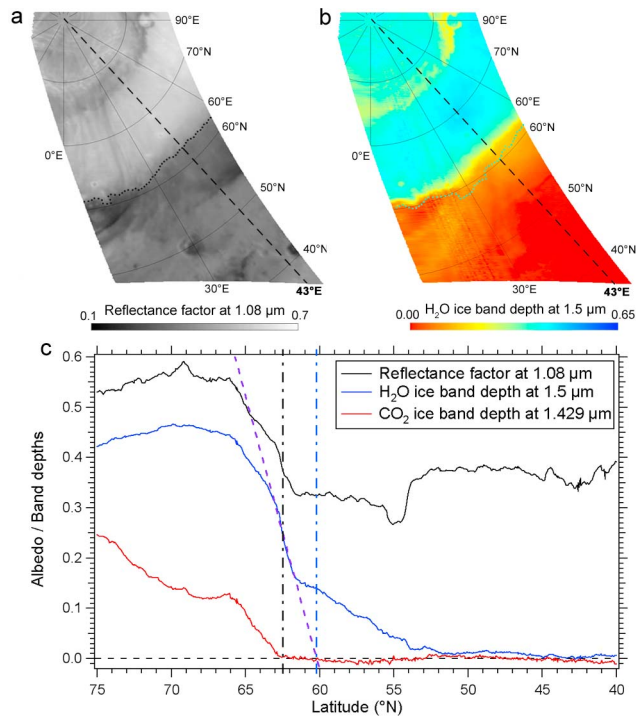 a
b
90°E
70°N
60°E
60°N
0°E
50°N
40°N
30°E
43°E
Reflectance factor at 1.08 µm
0.1
0.7
90°E
70°N
60°E
60°N
0°E
50°N
40°N
30°E
43°E
H₂O ice band depth at 1.5 µm
0.00
0.65
c
Reflectance factor at 1.08 µm
H₂O ice band depth at 1.5 µm
CO₂ ice band depth at 1.429 µm
Albedo / Band depths
0.6
0.5
0.4
0.3
0.2
0.1
0.0
75 70 65 60 55 50 45 40
Latitude (°N)